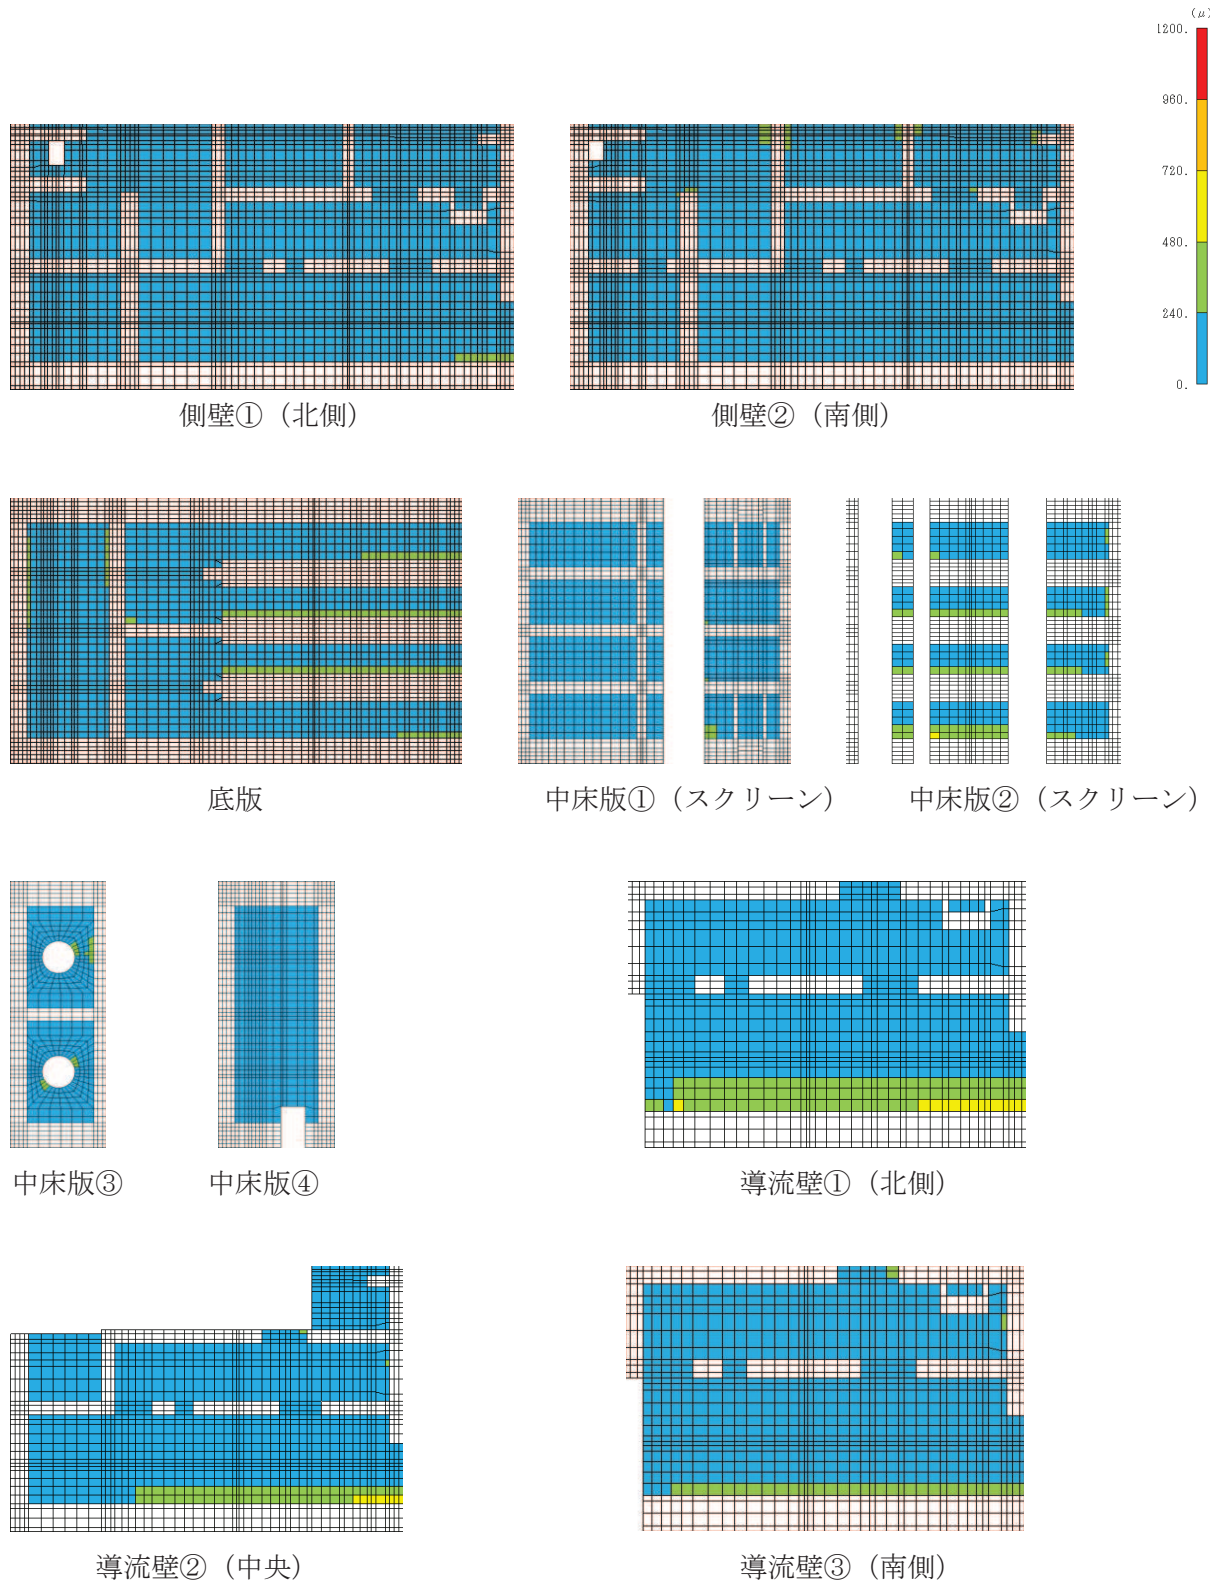 (μ)
1200.
960.
720.
480.
240.
0.
側壁①（北側）
側壁②（南側）
底版
中床版①（スクリーン）
中床版②（スクリーン）
中床版③
中床版④
導流壁①（北側）
導流壁②（中央）
導流壁③（南側）